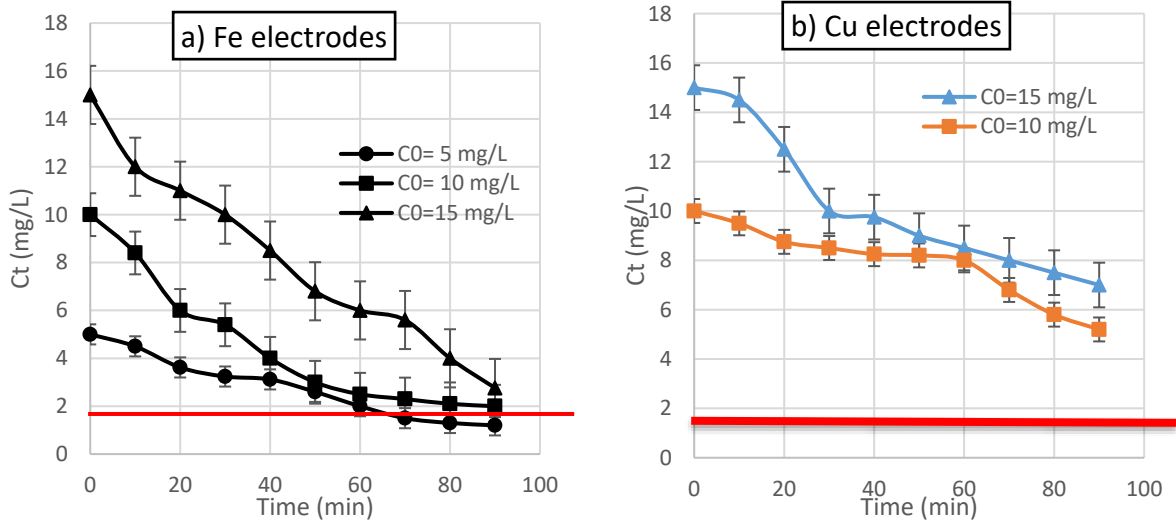 a) Fe electrodes
Ct (mg/L)
18
16
14
12
10
8
6
4
2
0
C0= 5 mg/L
C0= 10 mg/L
C0=15 mg/L
0 20 40 60 80 100
Time (min)
b) Cu electrodes
Ct (mg/L)
18
16
14
12
10
8
6
4
2
0
C0=15 mg/L
C0=10 mg/L
0 20 40 60 80 100
Time (min)